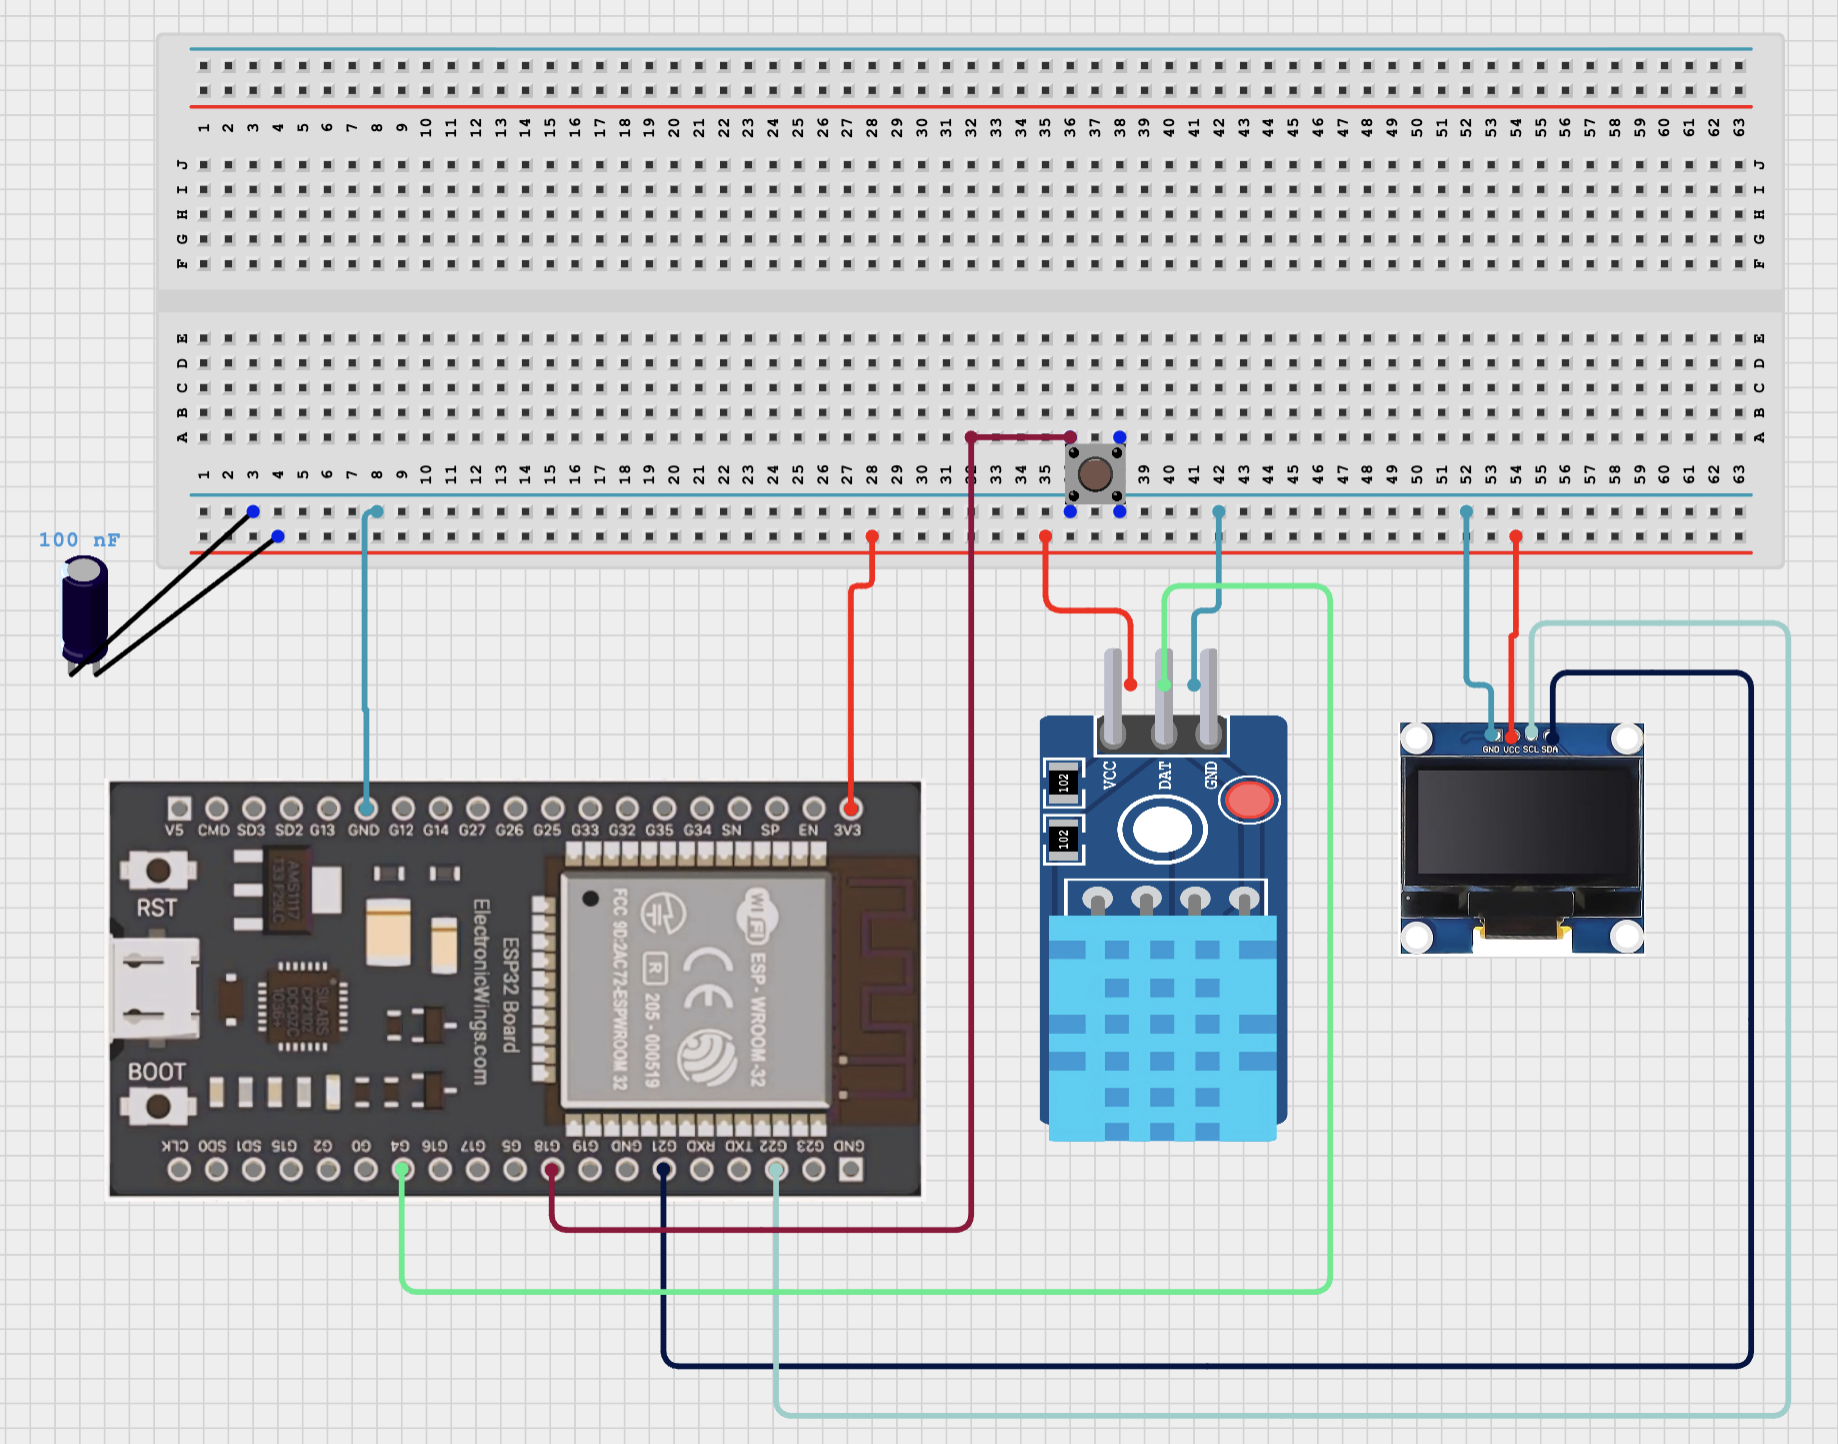 1 2 3 4 5 6 7 8 9 10 11 12 13 14 15 16 17 18 19 20 21 22 23 24 25 26 27 28 29 30 31 32 33 34 35 36 37 38 39 40 41 42 43 44 45 46 47 48 49 50 51 52 53 54 55 56 57 58 59 60 61 62 63
J J
I I
H H
G G
F F
E E
D D
C C
B B
A A
1 2 3 4 5 6 7 8 9 10 11 12 13 14 15 16 17 18 19 20 21 22 23 24 25 26 27 28 29 30 31 32 33 34 35 39 40 41 42 43 44 45 46 47 48 49 50 51 52 53 54 55 56 57 58 59 60 61 62 63
100 nF
V5 CMD SD3 SD2 G13 GND G12 G14 G27 G26 G25 G33 G32 G35 G34 SN SP EN 3V3
RST
BOOT
AMS1117
SILABS
CP2102
ElectronicWings.com
ESP32 Board
FCC 9D:2AC72-ESPWROOM 32
R 205-000519
CE
WiFi ESP-WROOM-32
CLK SD0 SD1 G15 G2 G0 G4 G16 G17 G5 G18 G19 GND G21 RXD TXD G22 G23 GND
VCC DAT GND
102
102
GND VCC SCL SDA